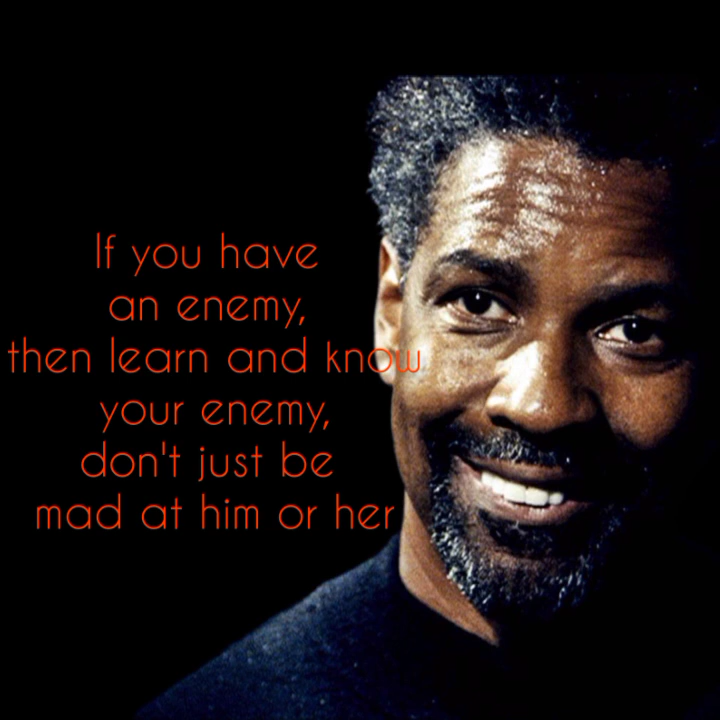 If you have
an enemy,
then learn and know
your enemy,
don't just be
mad at him or her